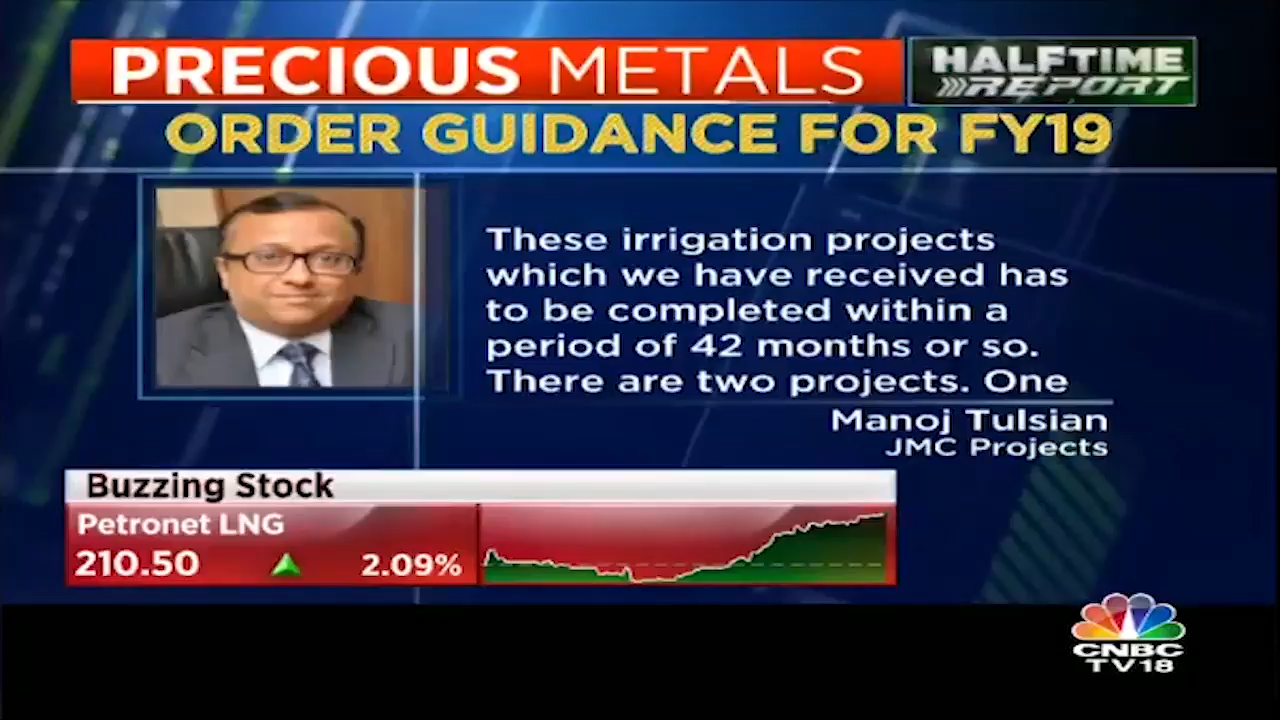 PRECIOUS METALS
HALFTIME
REPORT
ORDER GUIDANCE FOR FY19
These irrigation projects
which we have received has
to be completed within a
period of 42 months or so.
There are two projects. One
Manoj Tulsian
JMC Projects
Buzzing Stock
Petronet LNG
210.50 2.09%
CNBC
TV18